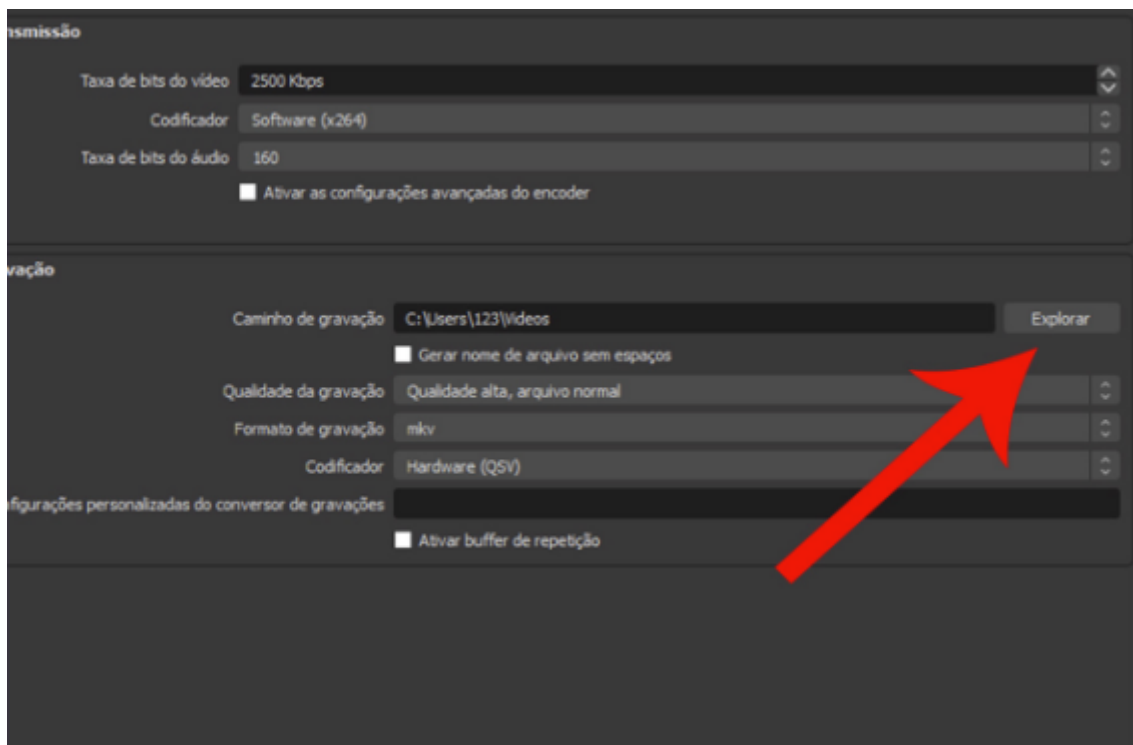 nsmissão
Taxa de bits do vídeo 2500 Kbps
Codificador Software (x264)
Taxa de bits do áudio 160
Ativar as configurações avançadas do encoder
vação
Caminho de gravação C:\Users\123\Videos Explorar
Gerar nome de arquivo sem espaços
Qualidade da gravação Qualidade alta, arquivo normal
Formato de gravação mkv
Codificador Hardware (QSV)
nfigurações personalizadas do conversor de gravações
Ativar buffer de repetição